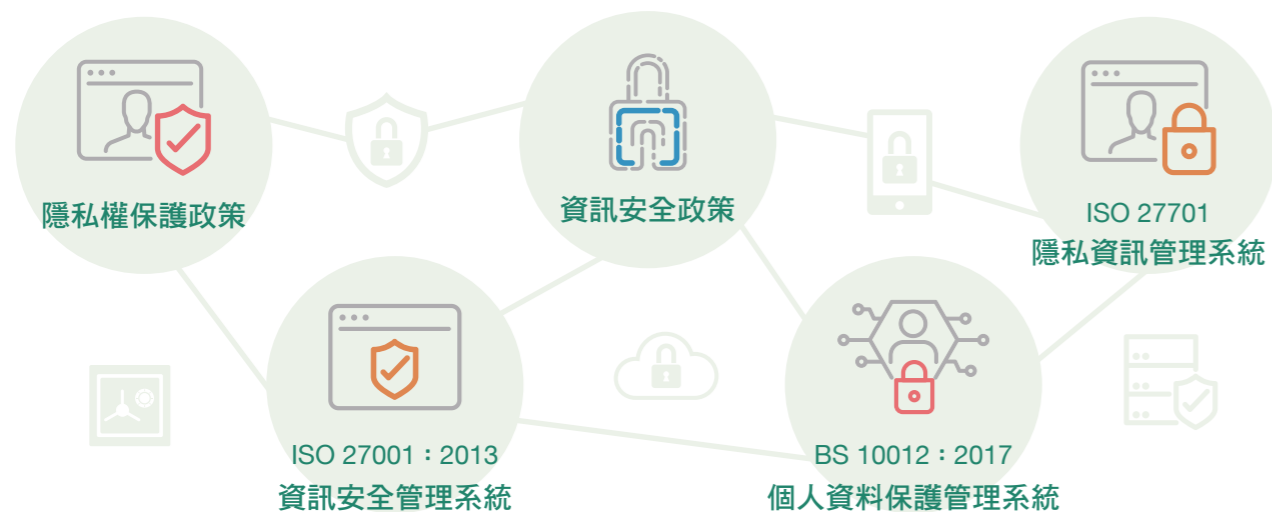 隱私權保護政策
資訊安全政策
ISO 27701
隱私資訊管理系統
ISO 27001：2013
資訊安全管理系統
BS 10012：2017
個人資料保護管理系統